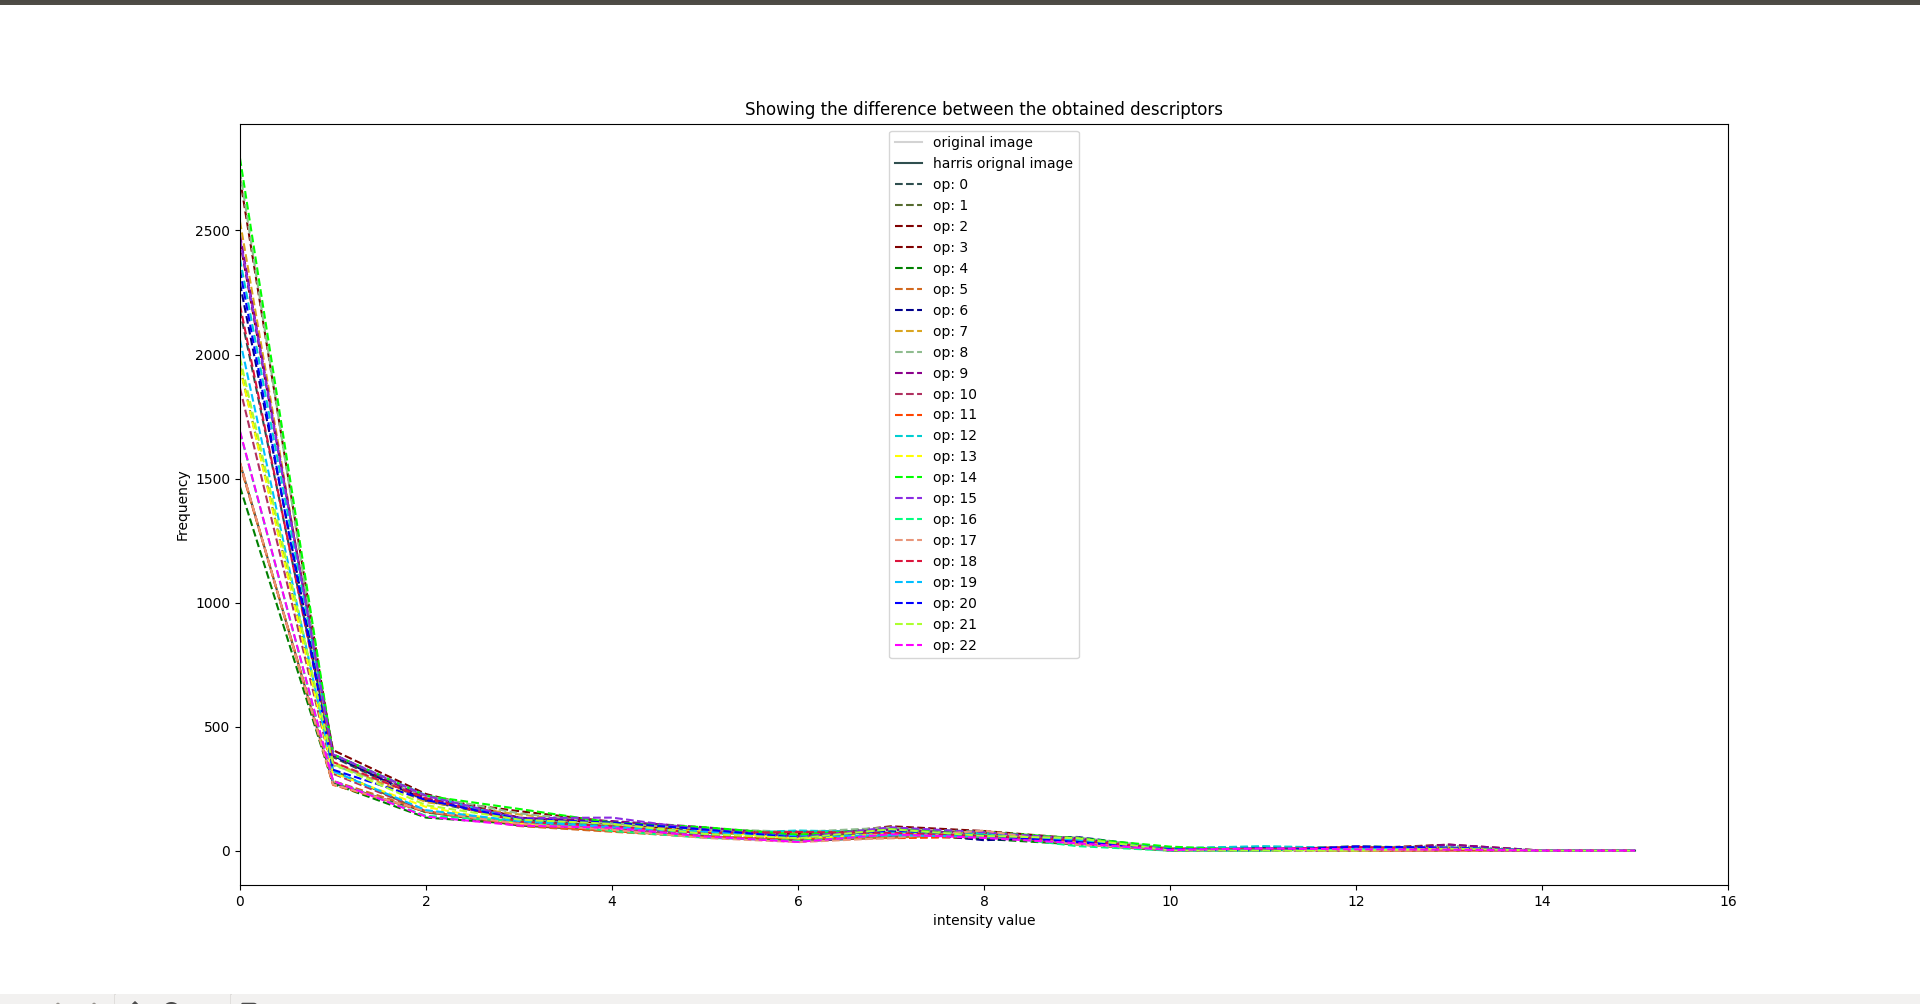 Showing the difference between the obtained descriptors
original image
harris orignal image
op: 0
op: 1
op: 2
op: 3
op: 4
op: 5
op: 6
op: 7
op: 8
op: 9
op: 10
op: 11
op: 12
op: 13
op: 14
op: 15
op: 16
op: 17
op: 18
op: 19
op: 20
op: 21
op: 22
Frequency
2500
2000
1500
1000
500
0
0 2 4 6 8 10 12 14 16
intensity value